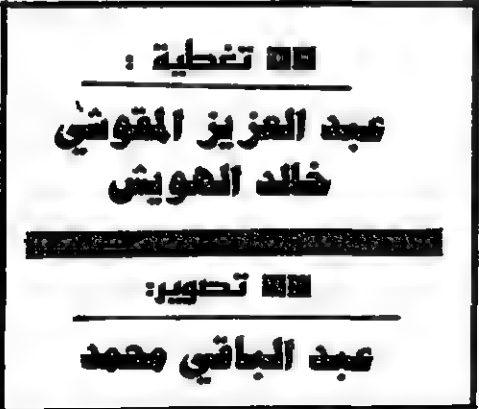 تغطية :
عبد العزيز المقوشي
خالد الهويش
تصوير:
عبد الباقي محمد